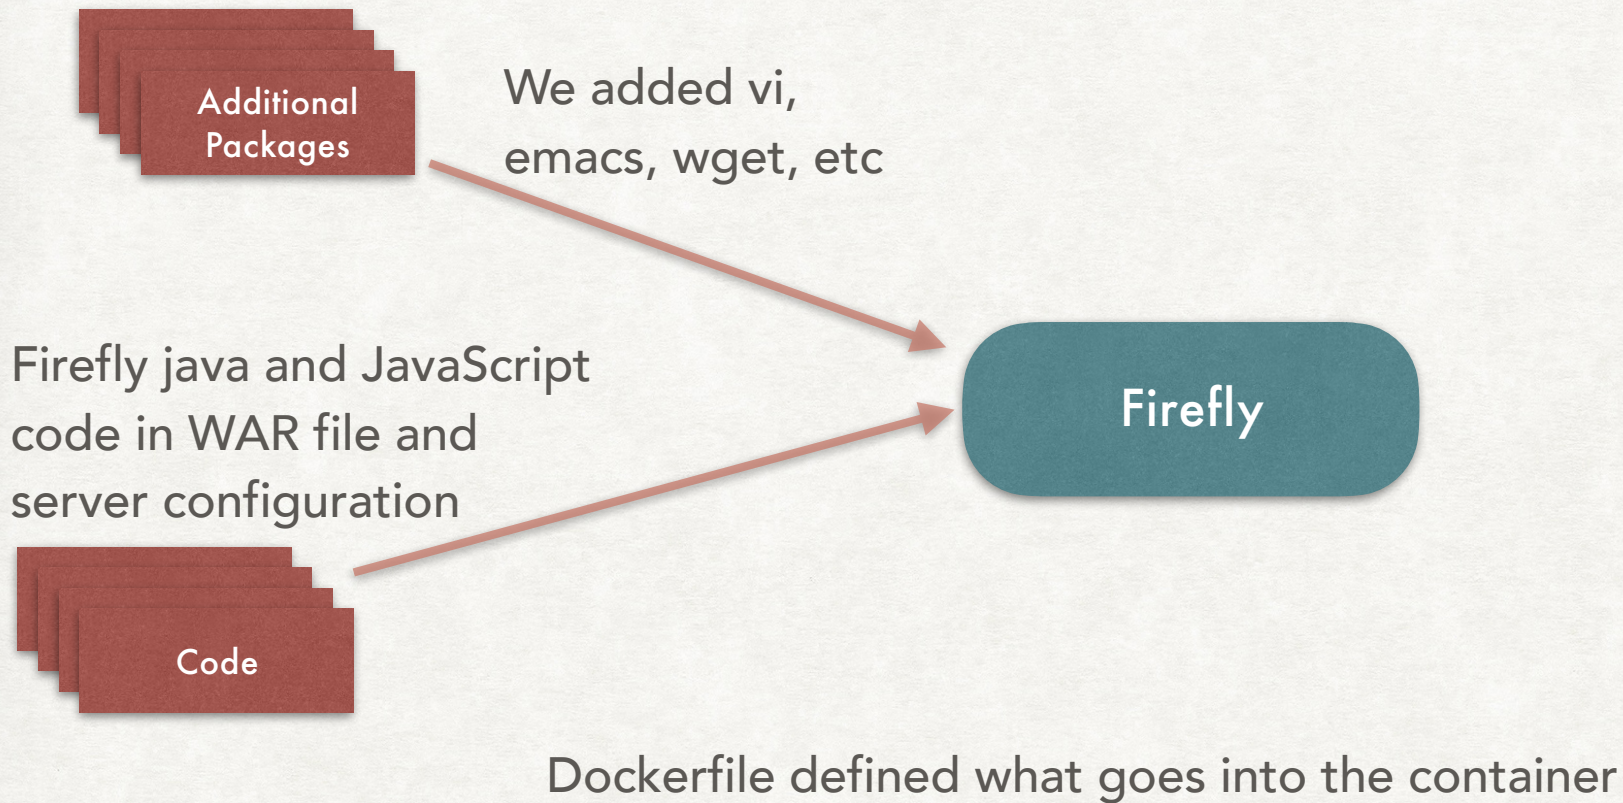 Additional
Packages
We added vi,
emacs, wget, etc
Firefly java and JavaScript
code in WAR file and
server configuration
Firefly
Code
Dockerfile defined what goes into the container